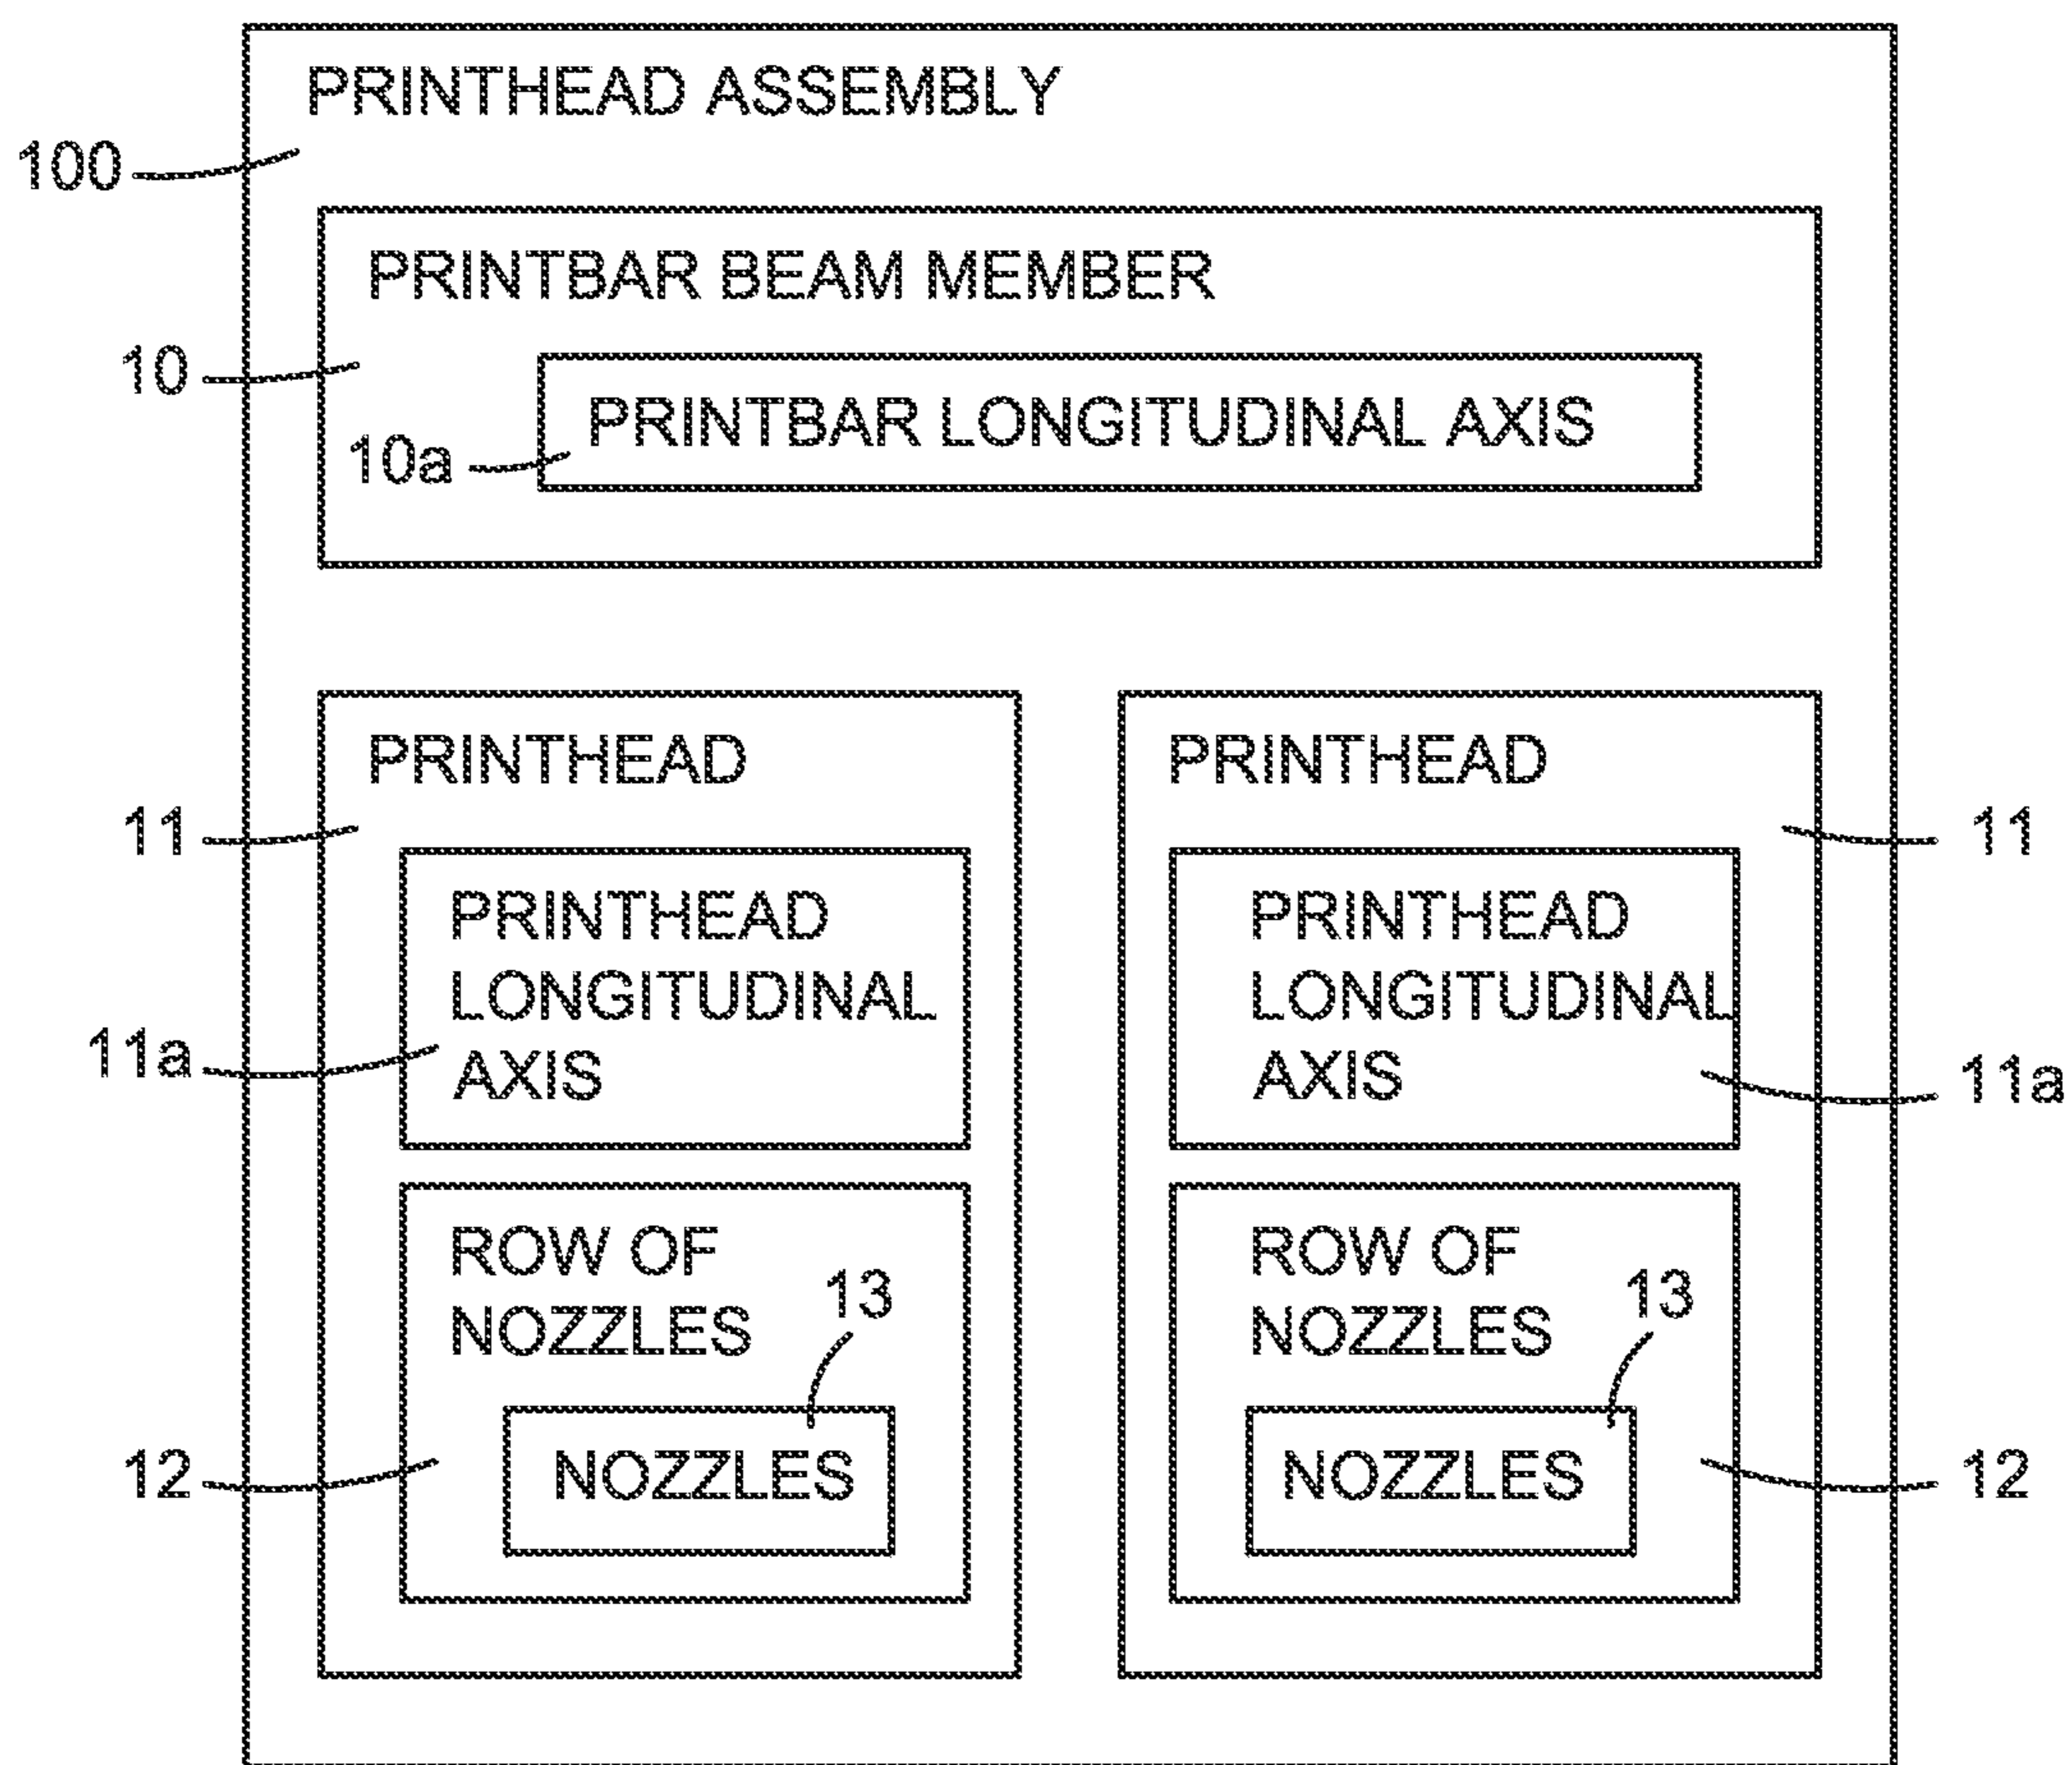 PRINTHEAD ASSEMBLY
100
PRINTBAR BEAM MEMBER
10
PRINTBAR LONGITUDINAL AXIS
10a
PRINTHEAD
11
PRINTHEAD
LONGITUDINAL
AXIS
11a
ROW OF
NOZZLES
13
NOZZLES
12
PRINTHEAD
11
PRINTHEAD
LONGITUDINAL
AXIS
11a
ROW OF
NOZZLES
13
NOZZLES
12